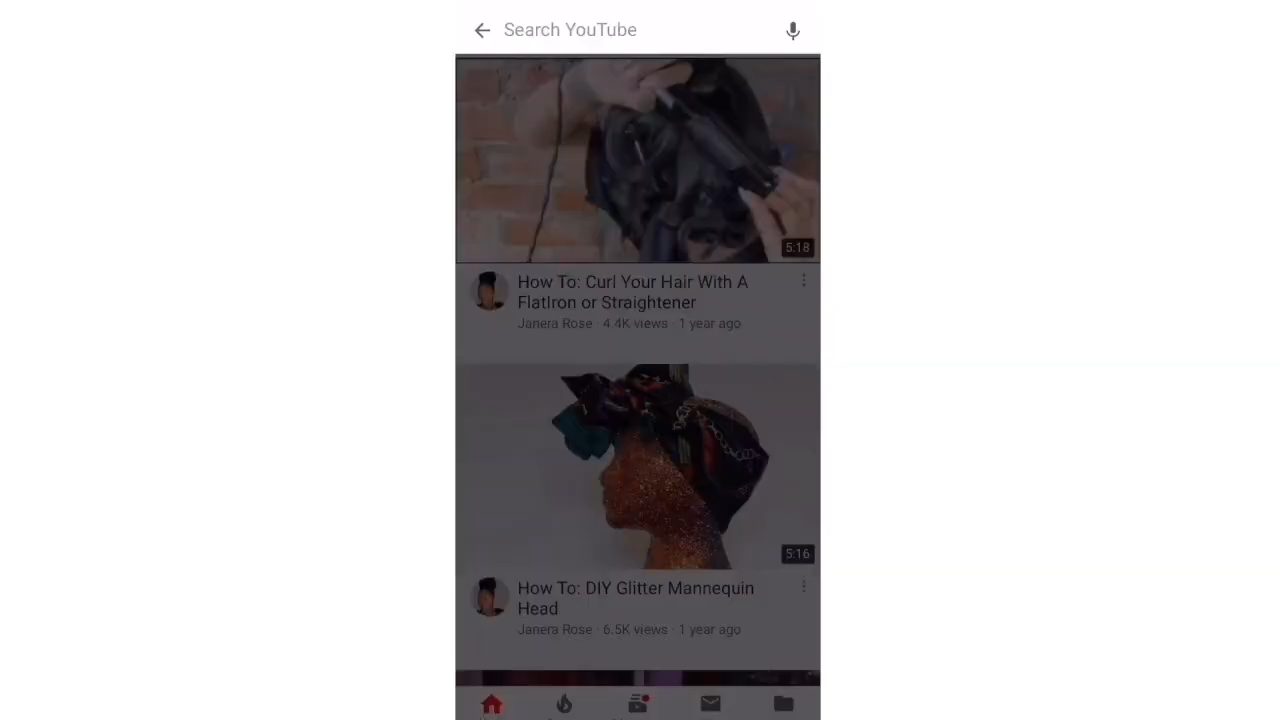 Search YouTube
5:18
How To: Curl Your Hair With A
FlatIron or Straightener
Janera Rose · 4.4K views · 1 year ago
5:16
How To: DIY Glitter Mannequin
Head
Janera Rose · 6.5K views · 1 year ago